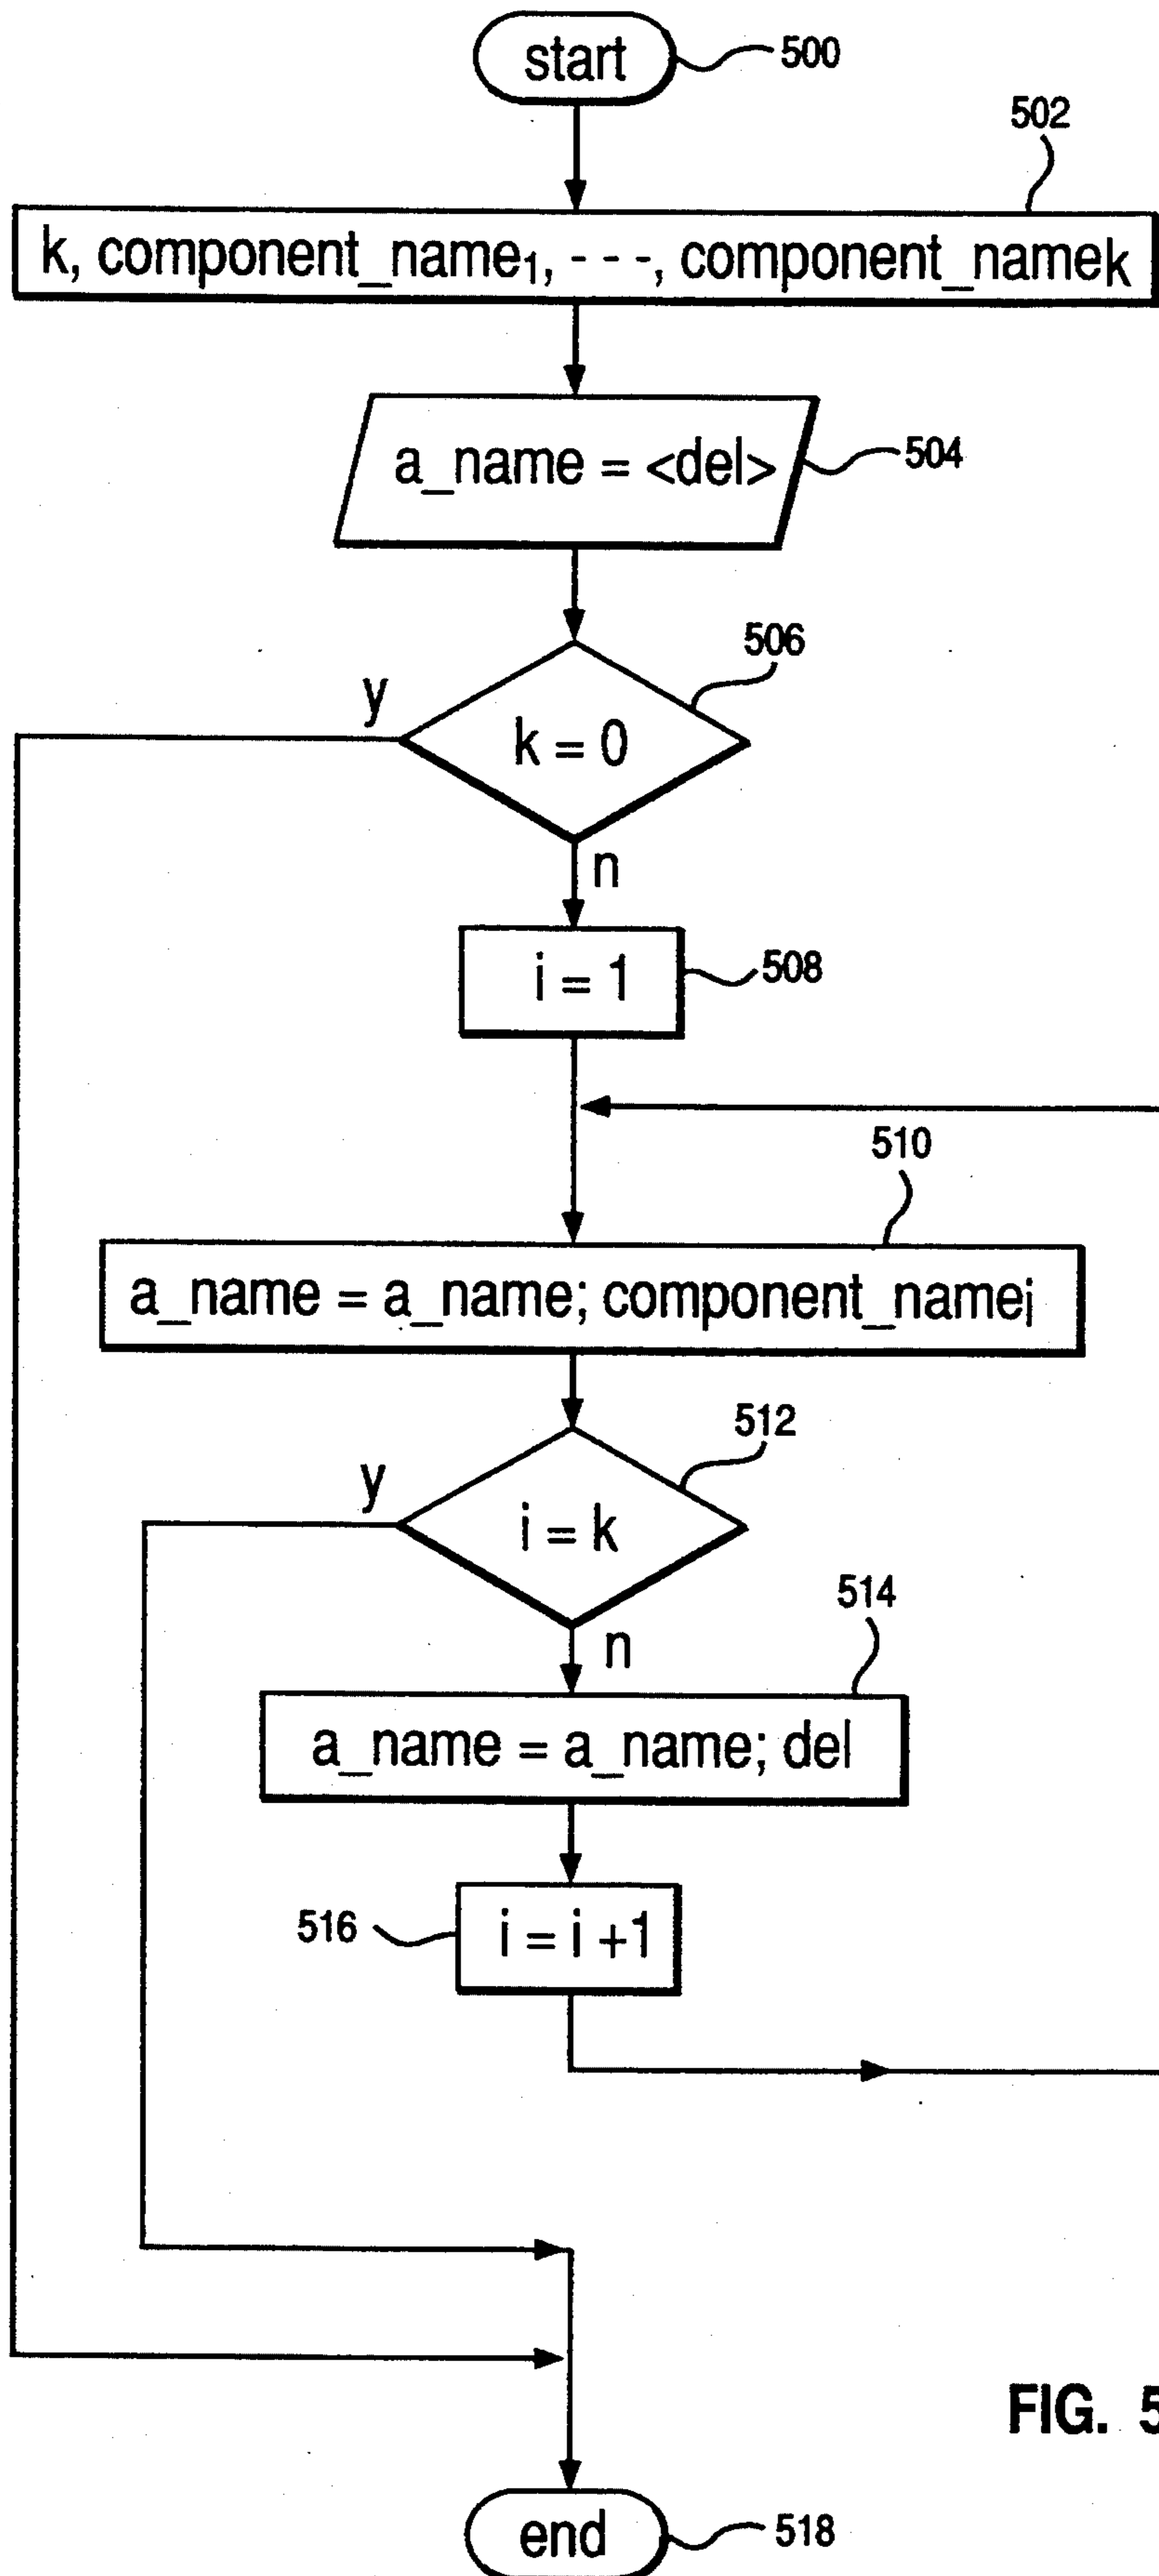 start
500
502
k, component_name₁, - - -, component_namek
a_name = <del>
504
506
y
k = 0
n
i = 1
508
510
a_name = a_name; component_nameᵢ
512
y
i = k
n
514
a_name = a_name; del
516
i = i +1
FIG. 5
end
518